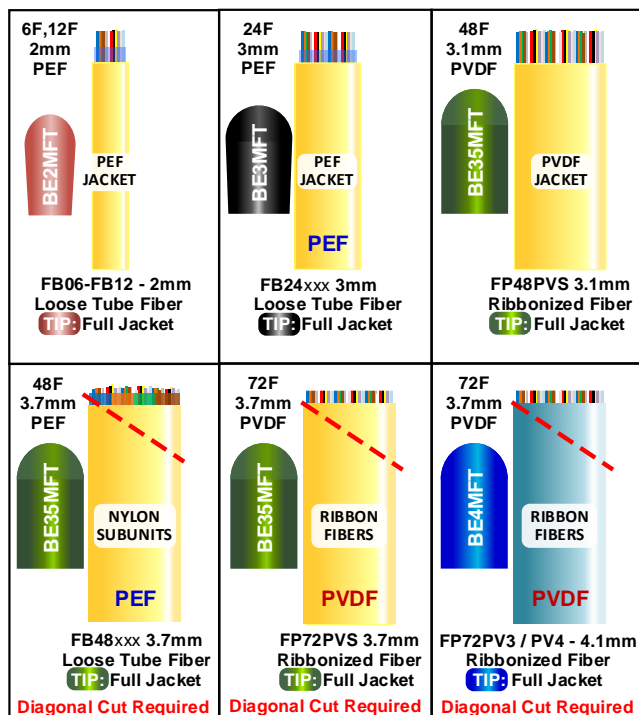 6F,12F
2mm
PEF
BE2MFT
PEF
JACKET
FB06-FB12 - 2mm
Loose Tube Fiber
TIP: Full Jacket
24F
3mm
PEF
BE3MFT
PEF
JACKET
PEF
FB24xxx 3mm
Loose Tube Fiber
TIP: Full Jacket
48F
3.1mm
PVDF
BE35MFT
PVDF
JACKET
FP48PVS 3.1mm
Ribbonized Fiber
TIP: Full Jacket
48F
3.7mm
PEF
BE35MFT
NYLON
SUBUNITS
PEF
FB48xxx 3.7mm
Loose Tube Fiber
TIP: Full Jacket
Diagonal Cut Required
72F
3.7mm
PVDF
BE35MFT
RIBBON
FIBERS
PVDF
FP72PVS 3.7mm
Ribbonized Fiber
TIP: Full Jacket
Diagonal Cut Required
72F
3.7mm
PVDF
BE4MFT
RIBBON
FIBERS
PVDF
FP72PV3 / PV4 - 4.1mm
Ribbonized Fiber
TIP: Full Jacket
Diagonal Cut Required